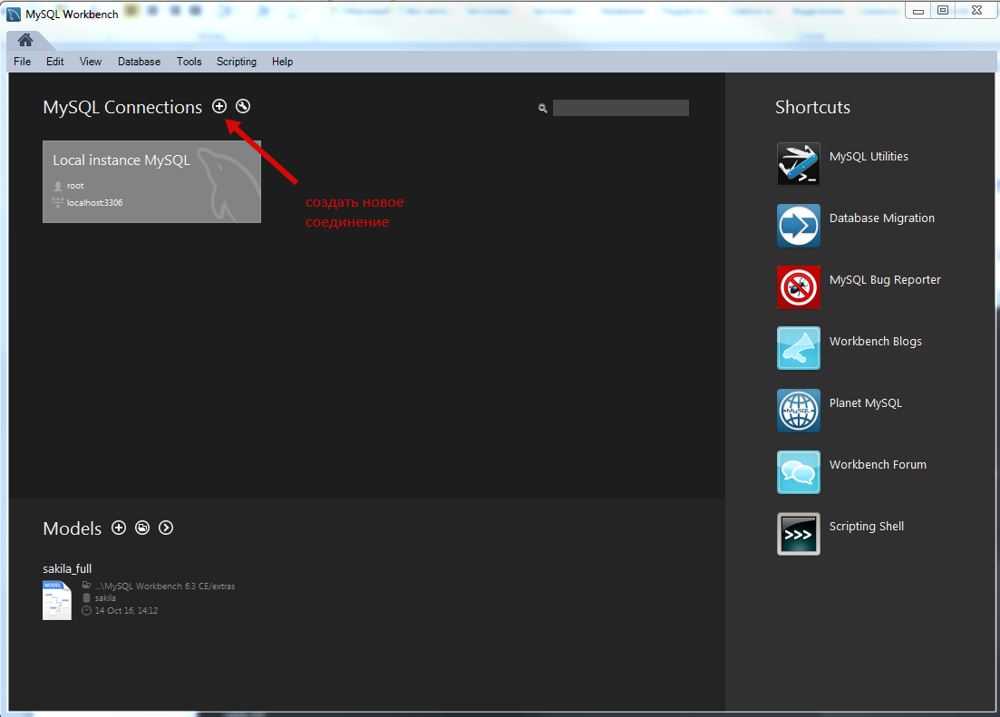 MySQL Workbench
File Edit View Database Tools Scripting Help
MySQL Connections
Shortcuts
Local instance MySQL
root
localhost:3306
создать новое
соединение
MySQL Utilities
Database Migration
MySQL Bug Reporter
Workbench Blogs
MySQL
Planet MySQL
Workbench Forum
>>>
Scripting Shell
Models
sakila_full
MODEL
...\MySQL Workbench 6.3 CE/extras
sakila
14 Oct 16, 14:12